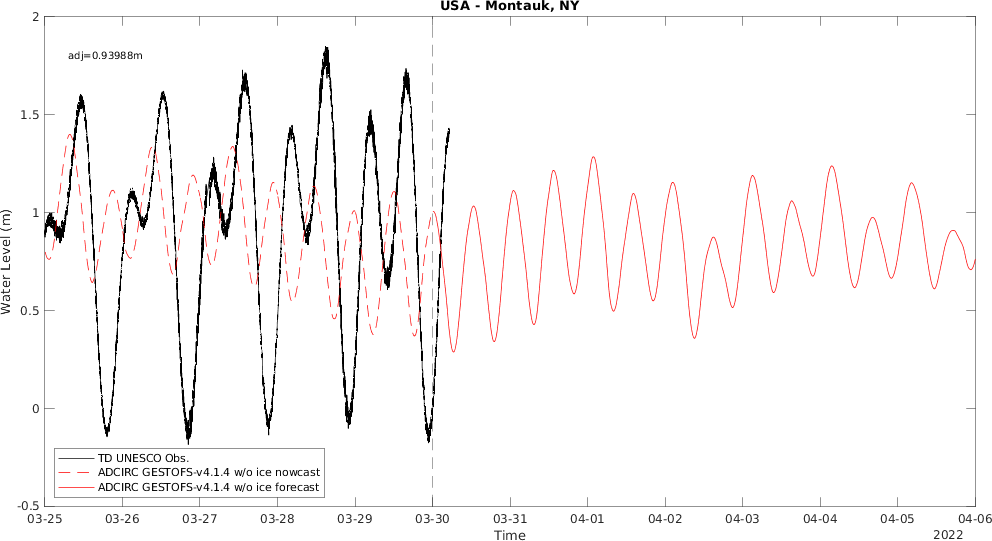 USA - Montauk, NY
adj=0.93988m
Water Level (m)
2
1.5
1
0.5
0
-0.5
TD UNESCO Obs.
ADCIRC GESTOFS-v4.1.4 w/o ice nowcast
ADCIRC GESTOFS-v4.1.4 w/o ice forecast
03-25 03-26 03-27 03-28 03-29 03-30 03-31 04-01 04-02 04-03 04-04 04-05 04-06
Time
2022